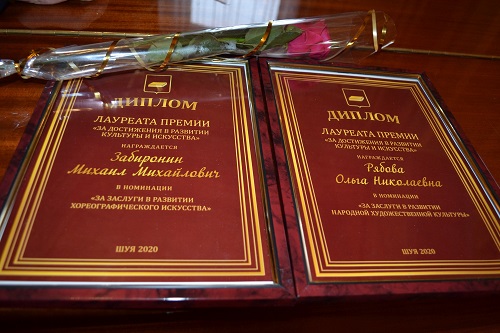 ДИПЛОМ
ЛАУРЕАТА ПРЕМИИ
«ЗА ДОСТИЖЕНИЯ В РАЗВИТИИ
КУЛЬТУРЫ И ИСКУССТВА»
НАГРАЖДАЕТСЯ
Забиронин
Михаил Михайлович
В НОМИНАЦИИ
«ЗА ЗАСЛУГИ В РАЗВИТИИ
ХОРЕОГРАФИЧЕСКОГО ИСКУССТВА»
ШУЯ 2020
ДИПЛОМ
ЛАУРЕАТА ПРЕМИИ
«ЗА ДОСТИЖЕНИЯ В РАЗВИТИИ
КУЛЬТУРЫ И ИСКУССТВА»
НАГРАЖДАЕТСЯ
Рябова
Ольга Николаевна
В НОМИНАЦИИ
«ЗА ЗАСЛУГИ В РАЗВИТИИ
НАРОДНОЙ ХУДОЖЕСТВЕННОЙ КУЛЬТУРЫ»
ШУЯ 2020